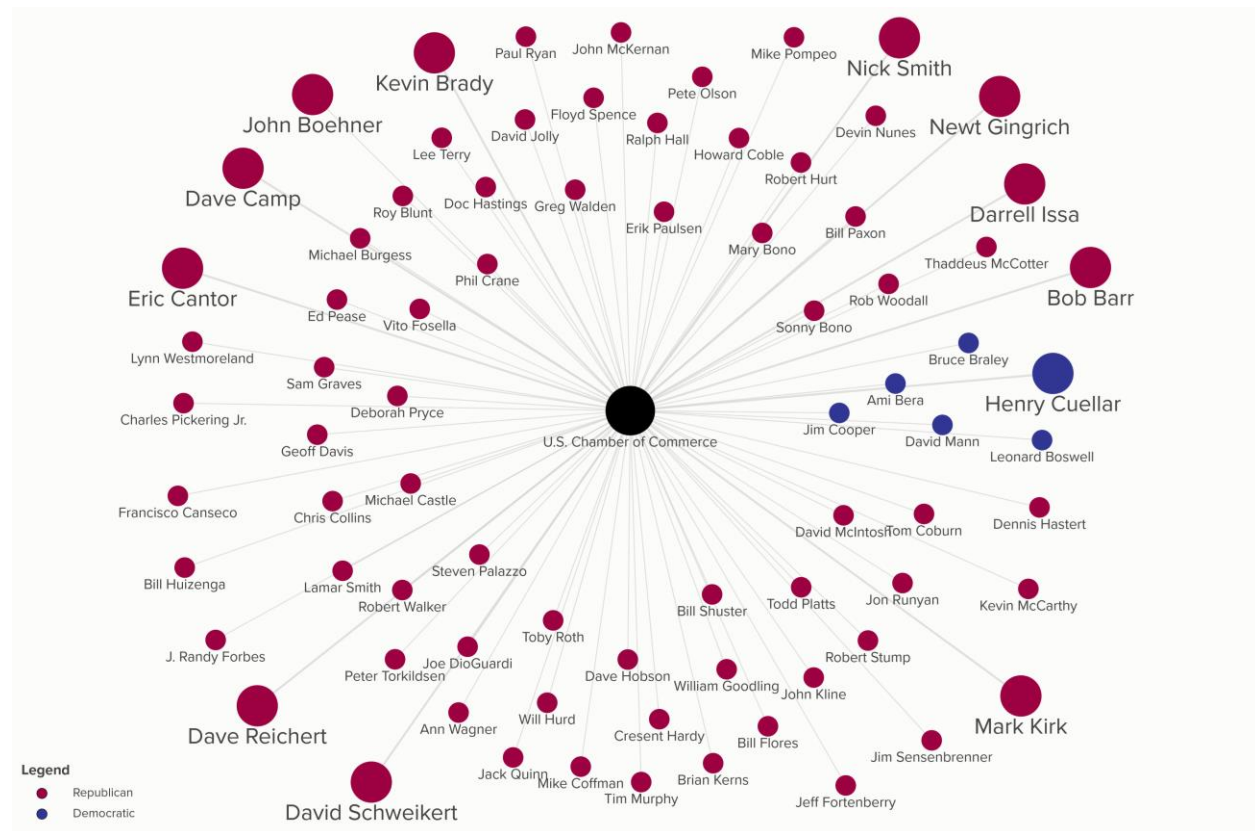 Paul Ryan
John McKernan
Mike Pompeo
Kevin Brady
Nick Smith
Pete Olson
John Boehner
Floyd Spence
Newt Gingrich
David Jolly
Ralph Hall
Devin Nunes
Lee Terry
Howard Coble
Robert Hurt
Dave Camp
Roy Blunt
Doc Hastings
Greg Walden
Erik Paulsen
Darrell Issa
Bill Paxon
Mary Bono
Michael Burgess
Thaddeus McCotter
Phil Crane
Eric Cantor
Bob Barr
Rob Woodall
Ed Pease
Vito Fosella
Sonny Bono
Lynn Westmoreland
Bruce Braley
Sam Graves
Deborah Pryce
Ami Bera
Henry Cuellar
Charles Pickering Jr.
Jim Cooper
U.S. Chamber of Commerce
David Mann
Geoff Davis
Leonard Boswell
Michael Castle
Francisco Canseco
Chris Collins
Dennis Hastert
David McIntosh
Tom Coburn
Steven Palazzo
Bill Huizenga
Lamar Smith
Robert Walker
Bill Shuster
Todd Platts
Jon Runyan
Kevin McCarthy
Toby Roth
J. Randy Forbes
Peter Torkildsen
Joe DioGuardi
Robert Stump
Dave Hobson
William Goodling
John Kline
Dave Reichert
Ann Wagner
Will Hurd
Cresent Hardy
Bill Flores
Mark Kirk
Jim Sensenbrenner
Jack Quinn
Mike Coffman
Brian Kerns
Tim Murphy
Jeff Fortenberry
David Schweikert
Legend
Republican
Democratic